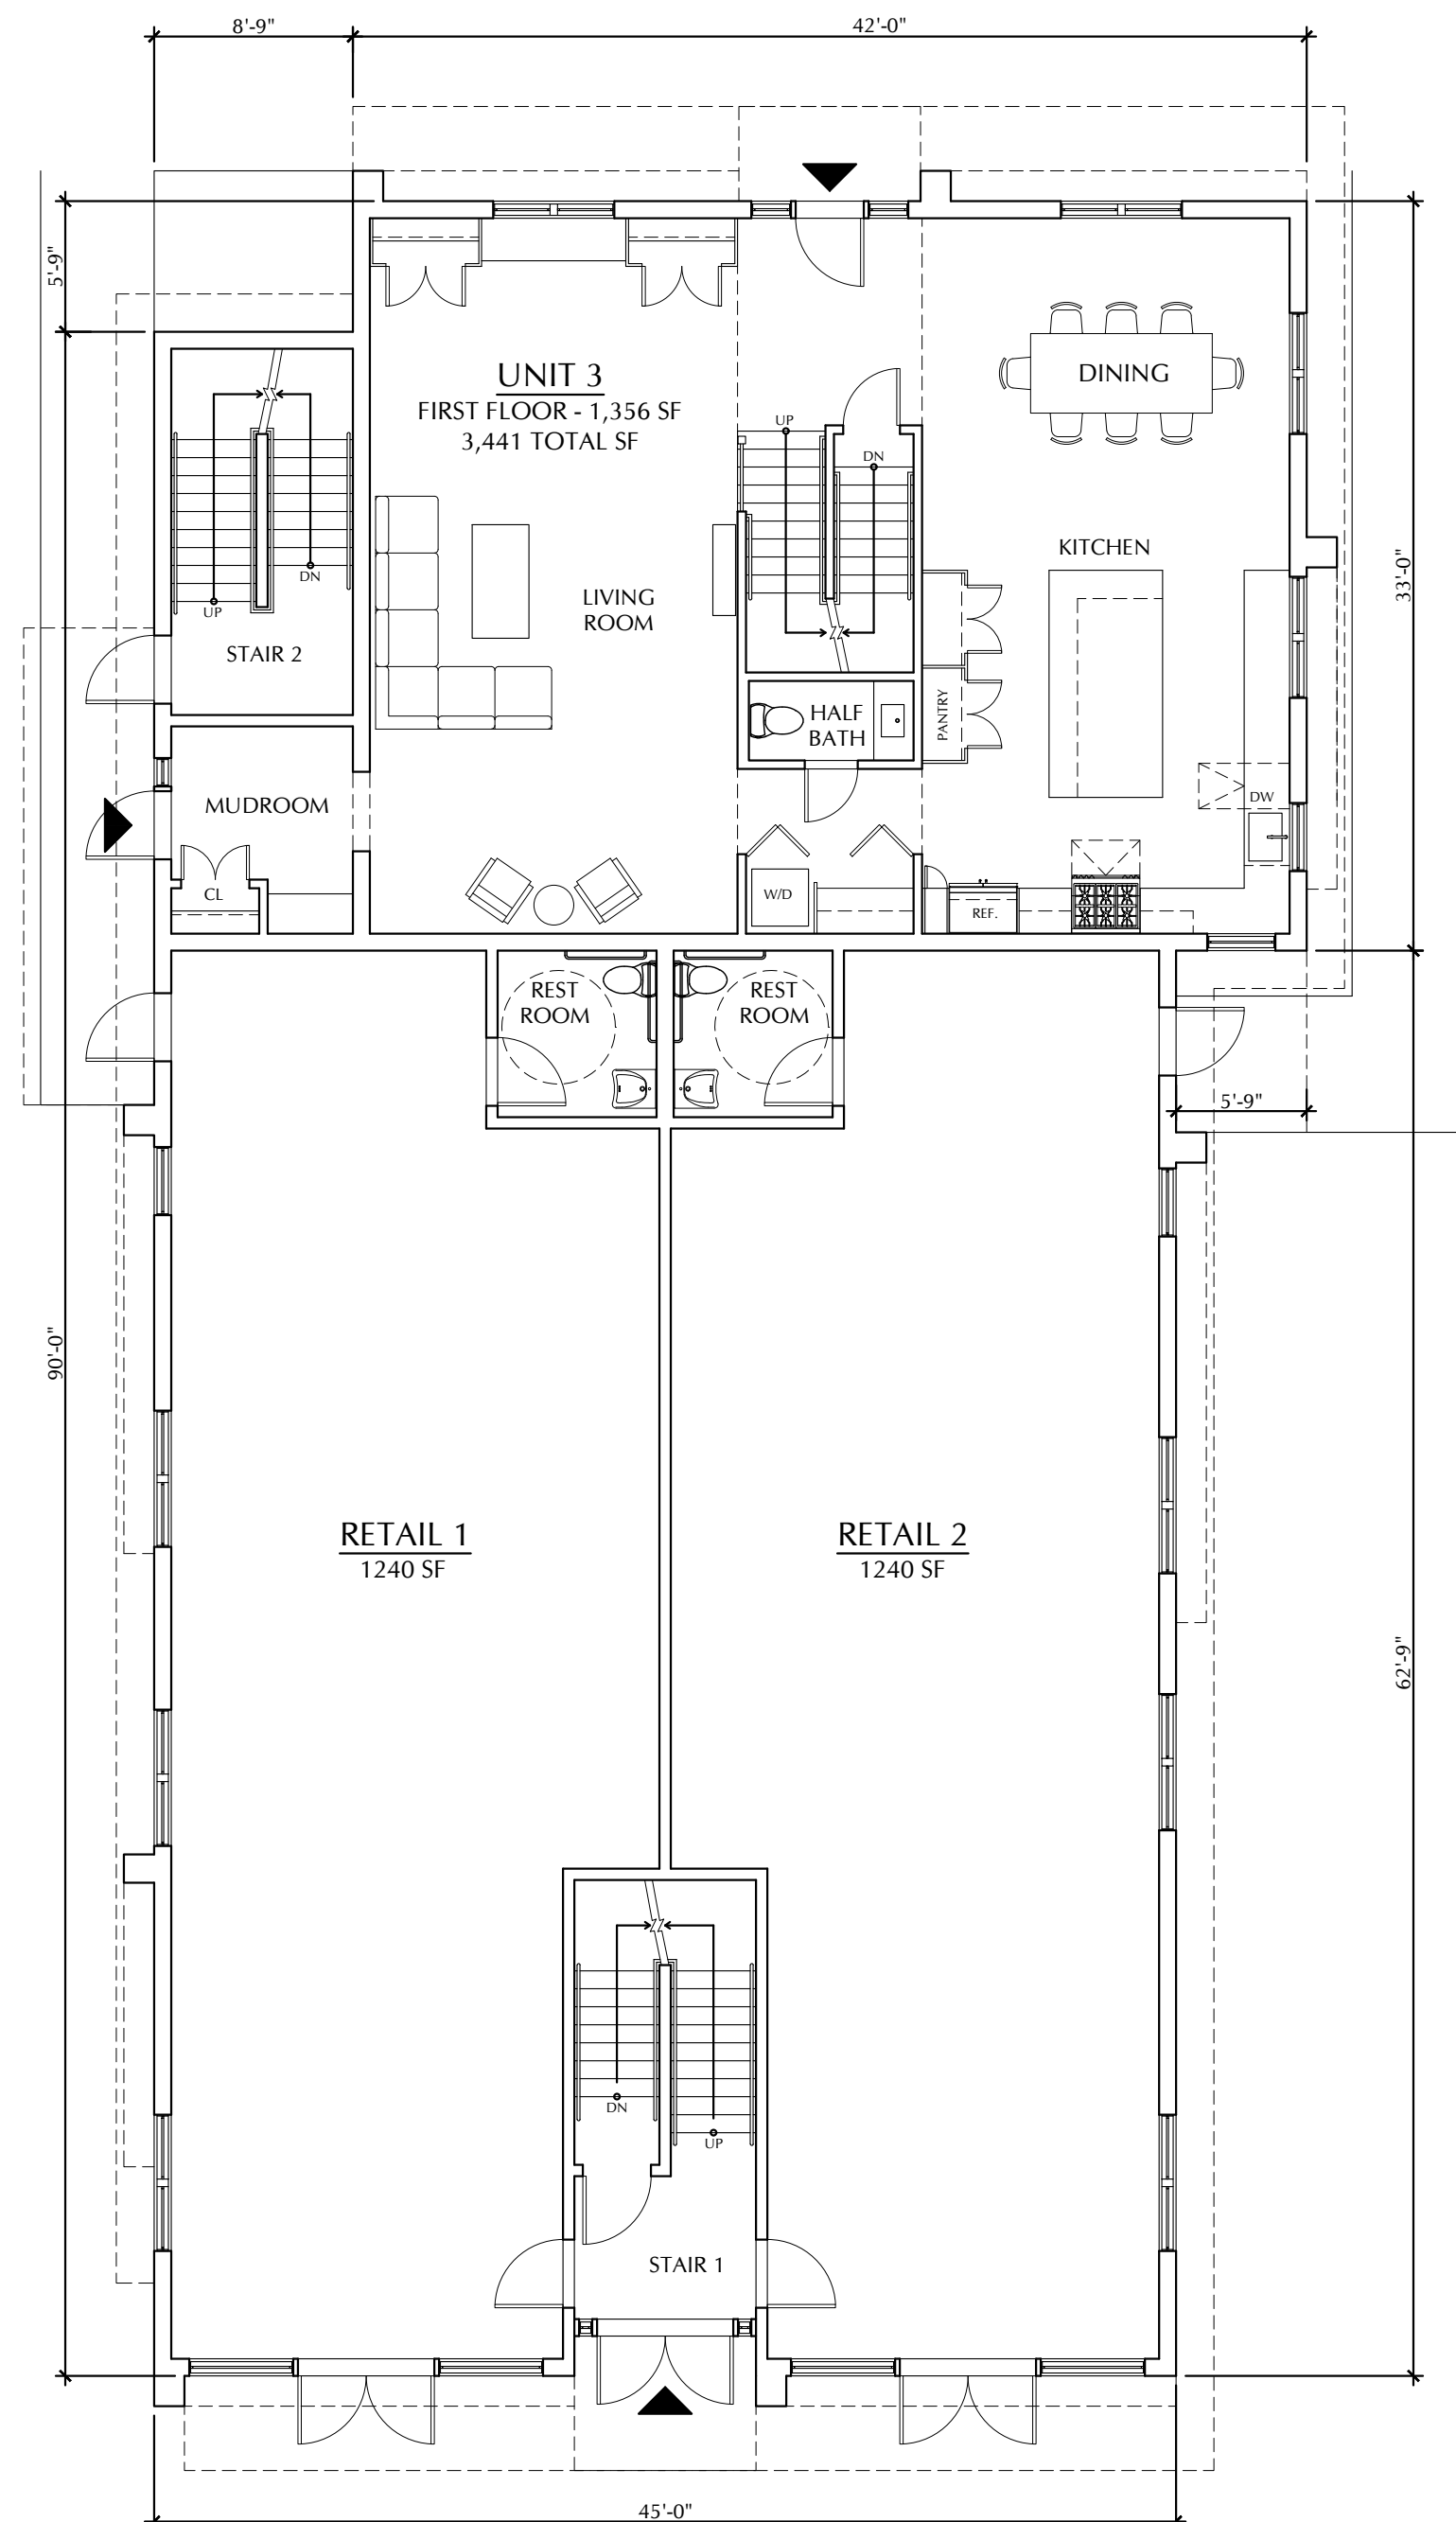 8'-9"
42'-0"
5'-9"
UNIT 3
FIRST FLOOR - 1,356 SF
3,441 TOTAL SF
DINING
UP
DN
KITCHEN
33'-0"
DN
UP
LIVING
ROOM
STAIR 2
PANTRY
HALF
BATH
MUDROOM
DW
CL
W/D
REF.
REST
ROOM
REST
ROOM
5'-9"
90'-0"
RETAIL 1
1240 SF
RETAIL 2
1240 SF
62'-9"
DN
UP
STAIR 1
45'-0"